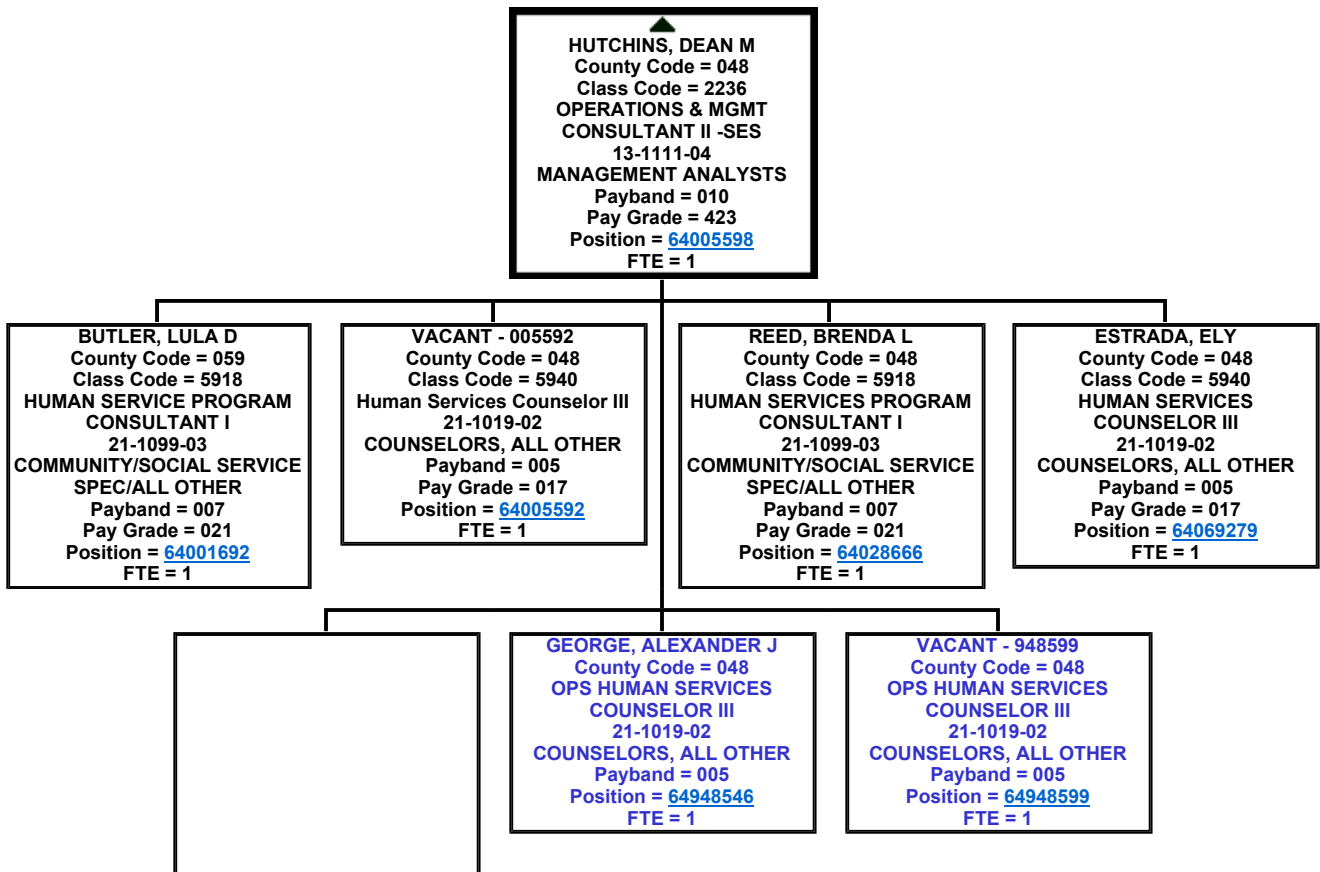 HUTCHINS, DEAN M
County Code = 048
Class Code = 2236
OPERATIONS & MGMT
CONSULTANT II -SES
13-1111-04
MANAGEMENT ANALYSTS
Payband = 010
Pay Grade = 423
Position = 64005598
FTE = 1
BUTLER, LULA D
County Code = 059
Class Code = 5918
HUMAN SERVICE PROGRAM
CONSULTANT I
21-1099-03
COMMUNITY/SOCIAL SERVICE
SPEC/ALL OTHER
Payband = 007
Pay Grade = 021
Position = 64001692
FTE = 1
VACANT - 005592
County Code = 048
Class Code = 5940
Human Services Counselor III
21-1019-02
COUNSELORS, ALL OTHER
Payband = 005
Pay Grade = 017
Position = 64005592
FTE = 1
REED, BRENDA L
County Code = 048
Class Code = 5918
HUMAN SERVICES PROGRAM
CONSULTANT I
21-1099-03
COMMUNITY/SOCIAL SERVICE
SPEC/ALL OTHER
Payband = 007
Pay Grade = 021
Position = 64028666
FTE = 1
ESTRADA, ELY
County Code = 048
Class Code = 5940
HUMAN SERVICES
COUNSELOR III
21-1019-02
COUNSELORS, ALL OTHER
Payband = 005
Pay Grade = 017
Position = 64069279
FTE = 1
GEORGE, ALEXANDER J
County Code = 048
OPS HUMAN SERVICES
COUNSELOR III
21-1019-02
COUNSELORS, ALL OTHER
Payband = 005
Position = 64948546
FTE = 1
VACANT - 948599
County Code = 048
OPS HUMAN SERVICES
COUNSELOR III
21-1019-02
COUNSELORS, ALL OTHER
Payband = 005
Position = 64948599
FTE = 1